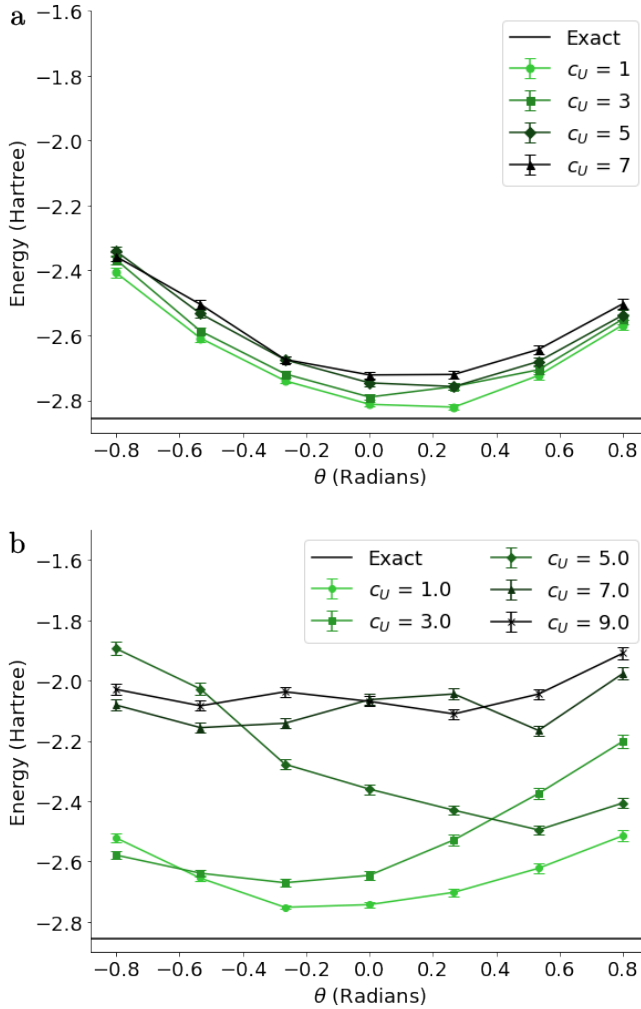 a
Energy (Hartree)
−1.6
−1.8
−2.0
−2.2
−2.4
−2.6
−2.8
Exact
c_U = 1
c_U = 3
c_U = 5
c_U = 7
−0.8 −0.6 −0.4 −0.2 0.0 0.2 0.4 0.6 0.8
θ (Radians)
b
Energy (Hartree)
−1.6
−1.8
−2.0
−2.2
−2.4
−2.6
−2.8
Exact
c_U = 1.0
c_U = 3.0
c_U = 5.0
c_U = 7.0
c_U = 9.0
−0.8 −0.6 −0.4 −0.2 0.0 0.2 0.4 0.6 0.8
θ (Radians)